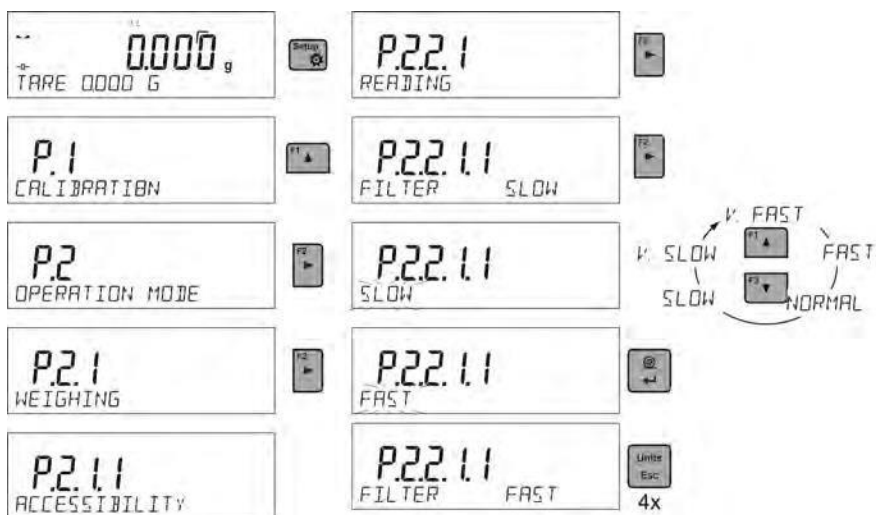 0.000 g
TARE 0.000 G
Setup
P.1
CALIBRATION
F1
P.2
OPERATION MODE
F2
P.2.1
WEIGHING
F2
P.2.1.1
ACCESSIBILITY
P.2.2.1
READING
F2
P.2.2.1.1
FILTER SLOW
F2
P.2.2.1.1
SLOW
V. FAST
F1
V. SLOW FAST
F3
SLOW NORMAL
P.2.2.1.1
FAST
P.2.2.1.1
FILTER FAST
Units
Esc
4x